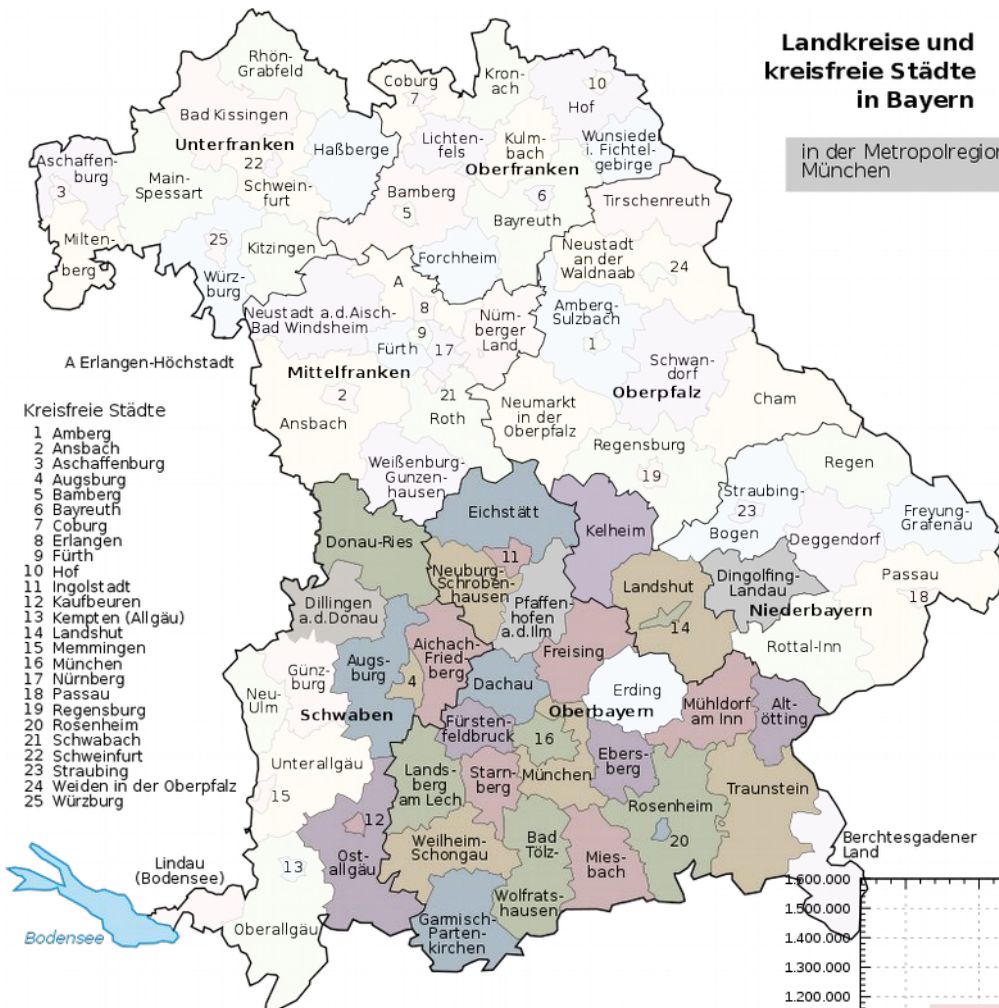 Landkreise und
kreisfreie Städte
in Bayern
in der Metropolregion
München
Rhön-
Grabfeld
Coburg
7
Kron-
ach
10
Hof
Bad Kissingen
Unterfranken
22
Haßberge
Lichten-
fels
Kulm-
bach
Oberfranken
Wunsiedel
i. Fichtel-
gebirge
Aschaffen-
burg
3
Main-
Spessart
Schwein-
furt
Bamberg
5
6
Bayreuth
Tirschenreuth
Milten-
berg
25
Kitzingen
Würz-
burg
Forchheim
Neustadt
an der
Waldnaab
24
A
8
Neustadt a.d.Aisch-
Bad Windsheim
9
Fürth
17
Nürn-
berger
Land
Amberg-
Sulzbach
1
Schwan-
dorf
Oberpfalz
A Erlangen-Höchstadt
Mittelfranken
2
Ansbach
21
Roth
Neumarkt
in der
Oberpfalz
Cham
Regensburg
19
Weißenburg-
Gunzen-
hausen
Regen
Straubing-
23
Bogen
Freyung-
Grafenau
Deggendorf
Kreisfreie Städte
1 Amberg
2 Ansbach
3 Aschaffenburg
4 Augsburg
5 Bamberg
6 Bayreuth
7 Coburg
8 Erlangen
9 Fürth
10 Hof
11 Ingolstadt
12 Kaufbeuren
13 Kempten (Allgäu)
14 Landshut
15 Memmingen
16 München
17 Nürnberg
18 Passau
19 Regensburg
20 Rosenheim
21 Schwabach
22 Schweinfurt
23 Straubing
24 Weiden in der Oberpfalz
25 Würzburg
Donau-Ries
Eichstätt
Kelheim
11
Neuburg-
Schroben-
hausen
Landshut
14
Dingolfing-
Landau
Niederbayern
Passau
18
Dillingen
a.d.Donau
Pfaffen-
hofen
a.d.Ilm
Rottal-Inn
Aichach-
Fried-
berg
Freising
Günz-
burg
Augs-
burg
4
Dachau
Erding
Oberbayern
Neu-
Ulm
Schwaben
Mühldorf
am Inn
Alt-
ötting
Fürsten-
feldbruck
16
München
Ebers-
berg
Unterallgäu
15
Lands-
berg
am Lech
Starn-
berg
Traunstein
Rosenheim
20
12
Ost-
allgäu
Weilheim-
Schongau
Bad
Tölz-
Wolfrats-
hausen
Mies-
bach
Berchtesgadener
Land
Lindau
(Bodensee)
13
Bodensee
Oberallgäu
Garmisch-
Parten-
kirchen
1.600.000
1.500.000
1.400.000
1.300.000
1.200.000